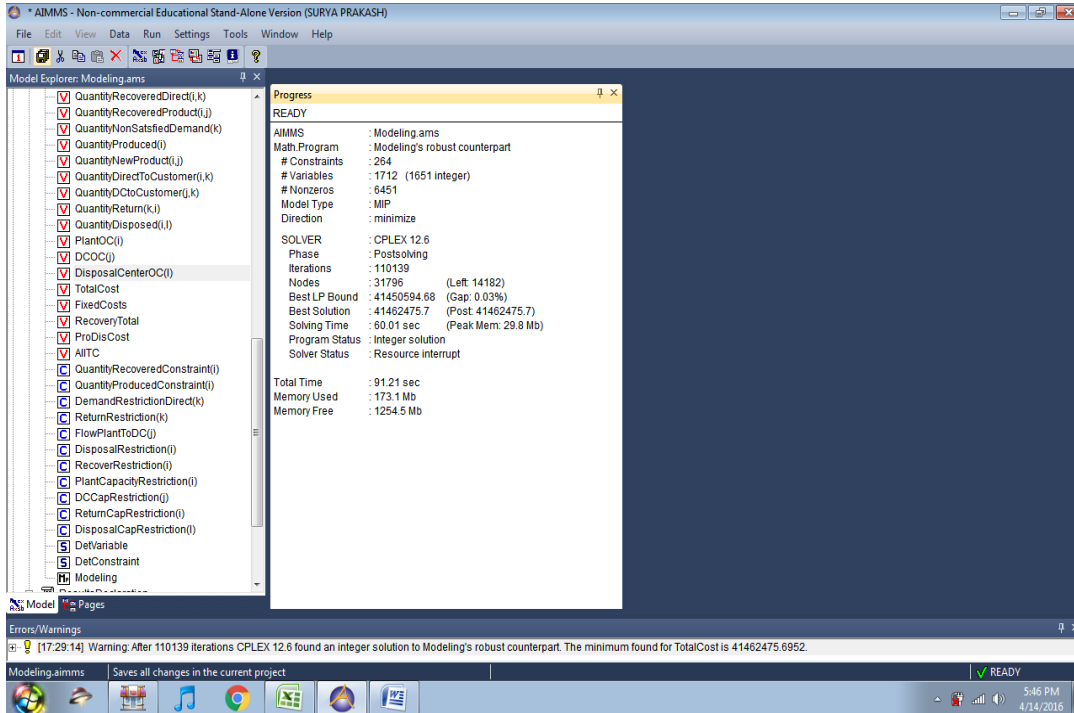 * AIMMS - Non-commercial Educational Stand-Alone Version (SURYA PRAKASH)
File Edit View Data Run Settings Tools Window Help
Model Explorer: Modeling.ams
V QuantityRecoveredDirect(i,k)
V QuantityRecoveredProduct(i,j)
V QuantityNonSatsfiedDemand(k)
V QuantityProduced(i)
V QuantityNewProduct(i,j)
V QuantityDirectToCustomer(i,k)
V QuantityDCtoCustomer(j,k)
V QuantityReturn(k,i)
V QuantityDisposed(i,l)
V PlantOC(i)
V DCOC(j)
V DisposalCenterOC(l)
V TotalCost
V FixedCosts
V RecoveryTotal
V ProDisCost
V AllTC
C QuantityRecoveredConstraint(i)
C QuantityProducedConstraint(i)
C DemandRestrictionDirect(k)
C ReturnRestriction(k)
C FlowPlantToDC(j)
C DisposalRestriction(i)
C RecoverRestriction(i)
C PlantCapacityRestriction(i)
C DCCapRestriction(j)
C ReturnCapRestriction(i)
C DisposalCapRestriction(l)
S DetVariable
S DetConstraint
Modeling
Model Pages
Progress
READY
AIMMS : Modeling.ams
Math.Program : Modeling's robust counterpart
# Constraints : 264
# Variables : 1712 (1651 integer)
# Nonzeros : 6451
Model Type : MIP
Direction : minimize
SOLVER : CPLEX 12.6
Phase : Postsolving
Iterations : 110139
Nodes : 31796 (Left: 14182)
Best LP Bound : 41450594.68 (Gap: 0.03%)
Best Solution : 41462475.7 (Post: 41462475.7)
Solving Time : 60.01 sec (Peak Mem: 29.8 Mb)
Program Status : Integer solution
Solver Status : Resource interrupt
Total Time : 91.21 sec
Memory Used : 173.1 Mb
Memory Free : 1254.5 Mb
Errors/Warnings
[17:29:14] Warning: After 110139 iterations CPLEX 12.6 found an integer solution to Modeling's robust counterpart. The minimum found for TotalCost is 41462475.6952.
Modeling.aimms Saves all changes in the current project READY
5:46 PM
4/14/2016